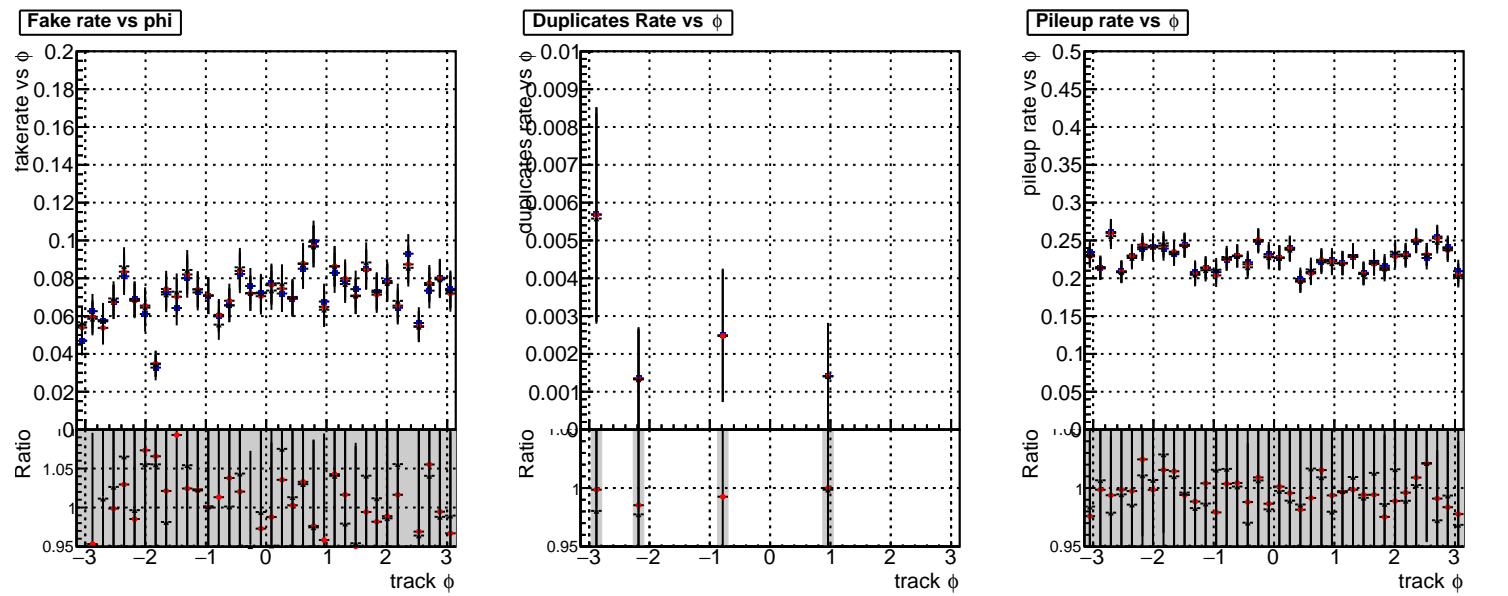 Fake rate vs phi
fakerate vs ϕ
0.2
0.18
0.16
0.14
0.12
0.1
0.08
0.06
0.04
0.02
0
Ratio
1.05
1
0.95
−3 −2 −1 0 1 2 3
track ϕ
Duplicates Rate vs ϕ
duplicates rate vs ϕ
0.01
0.009
0.008
0.007
0.006
0.005
0.004
0.003
0.002
0.001
0
Ratio
1
0.95
−3 −2 −1 0 1 2 3
track ϕ
Pileup rate vs ϕ
pileup rate vs ϕ
0.5
0.45
0.4
0.35
0.3
0.25
0.2
0.15
0.1
0.05
0
Ratio
1
0.95
−3 −2 −1 0 1 2 3
track ϕ